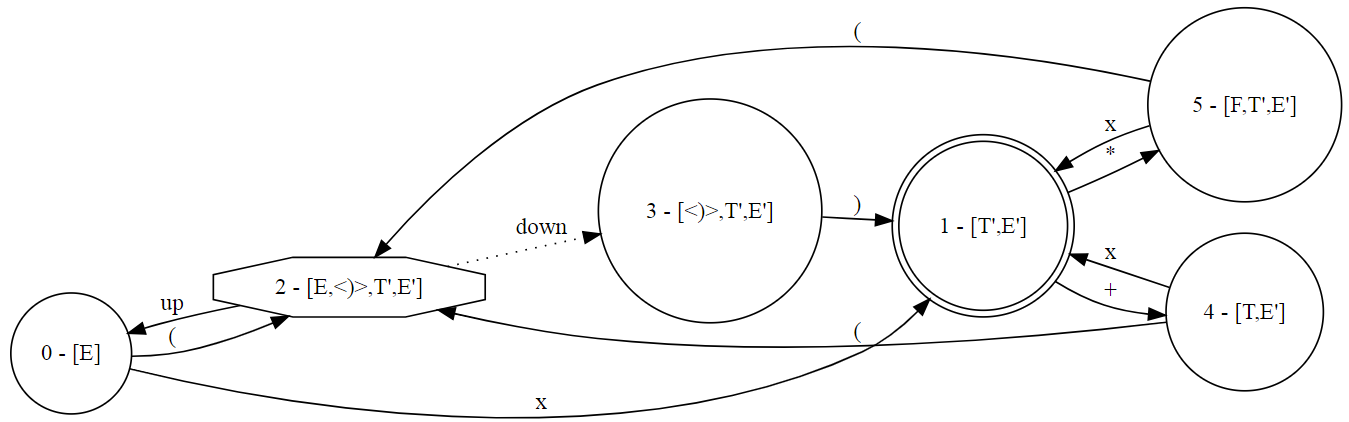 (
5 - [F,T',E']
x
*
3 - [<)>,T',E']
)
1 - [T',E']
down
x
+
2 - [E,<)>,T',E']
4 - [T,E']
up
(
(
0 - [E]
x